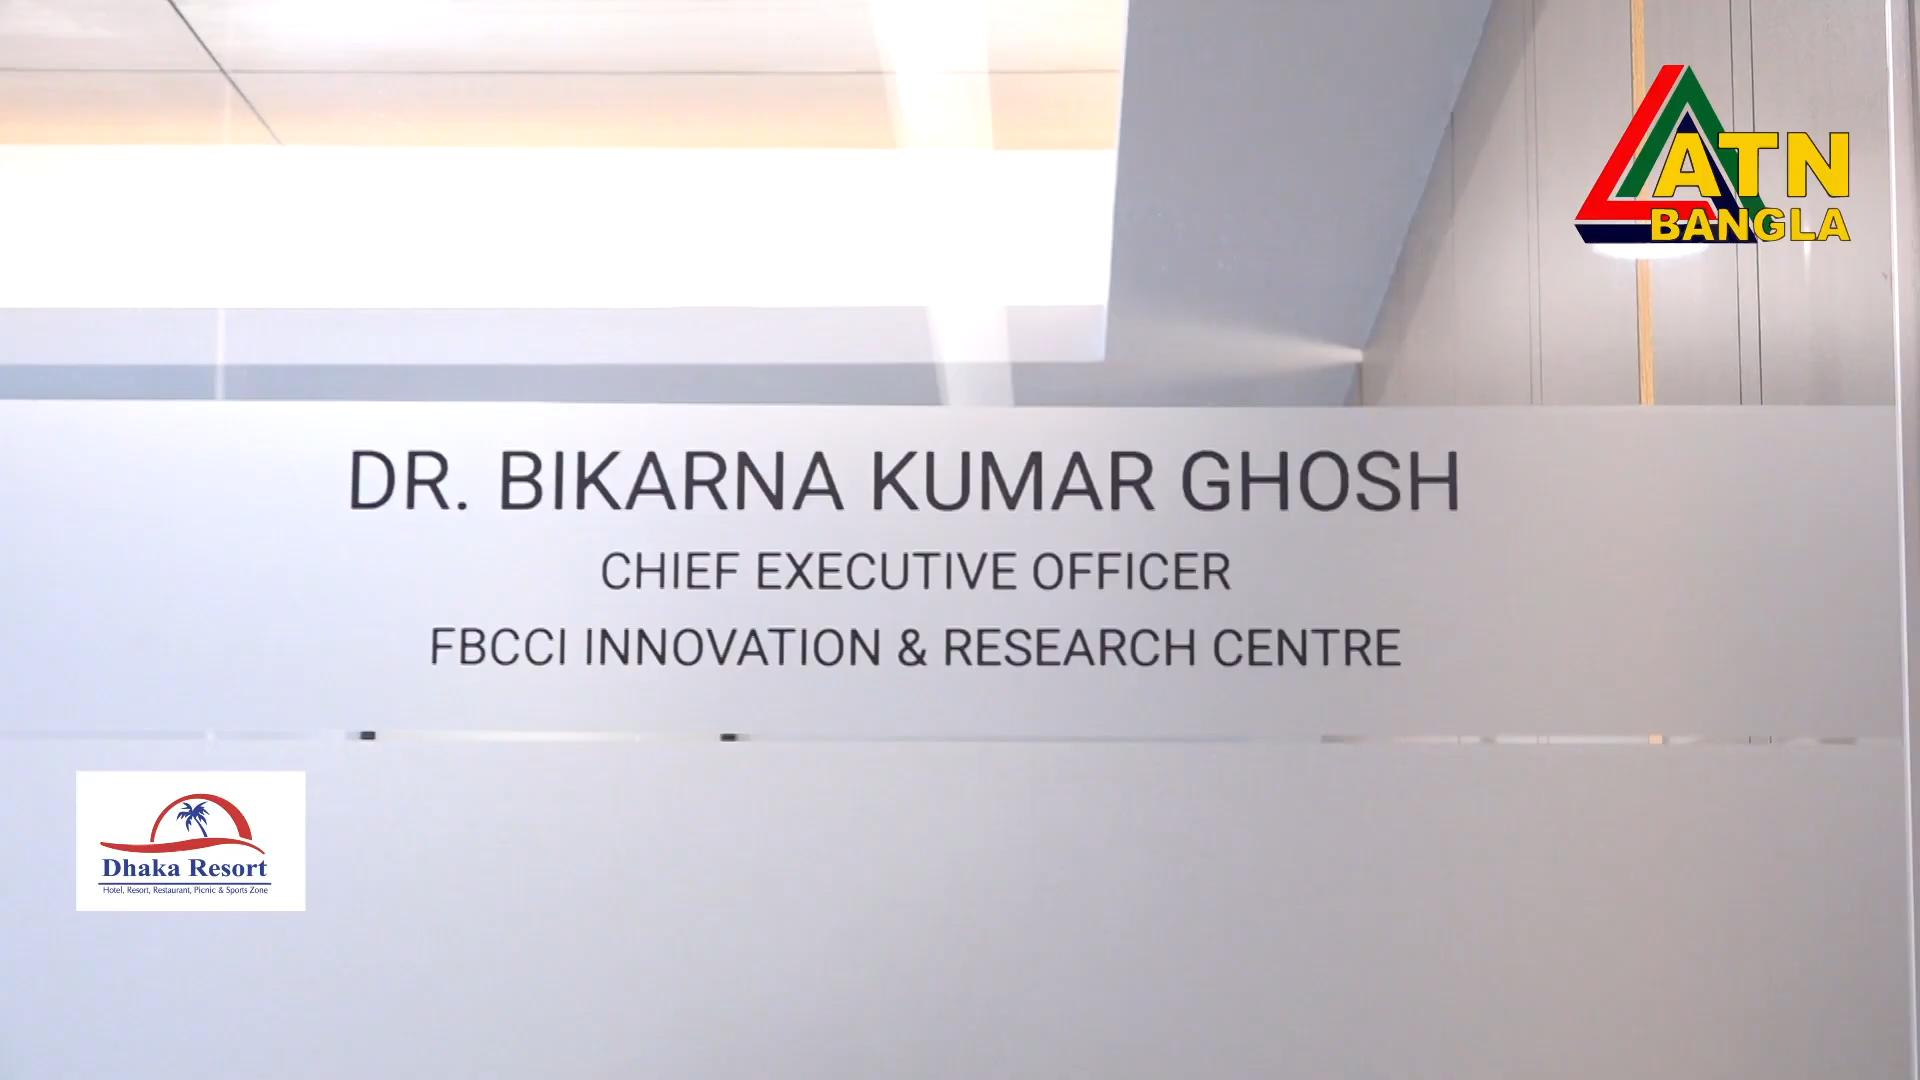 ATN
BANGLA
DR. BIKARNA KUMAR GHOSH
CHIEF EXECUTIVE OFFICER
FBCCI INNOVATION & RESEARCH CENTRE
Dhaka Resort
Hotel, Resort, Restaurant, Picnic & Sports Zone